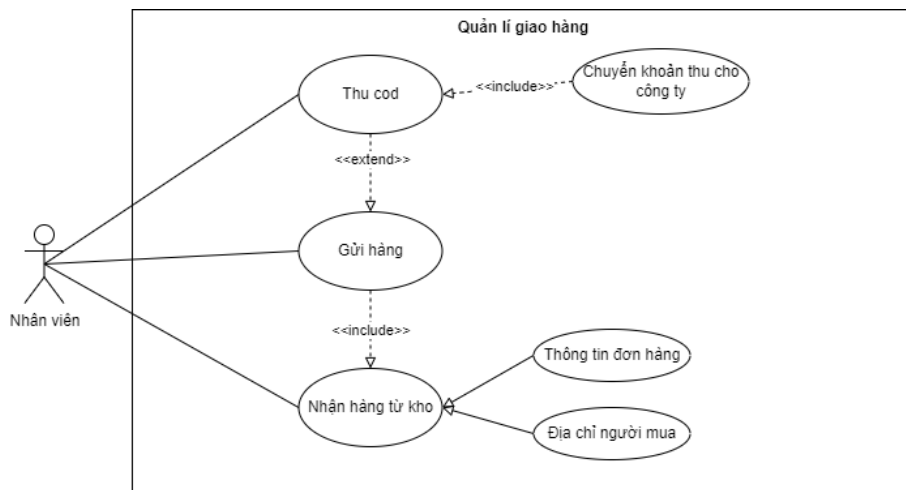 Quản lí giao hàng
Thu cod
<<include>>
Chuyển khoản thu cho
công ty
<<extend>>
Gửi hàng
Nhân viên
<<include>>
Nhận hàng từ kho
Thông tin đơn hàng
Địa chỉ người mua